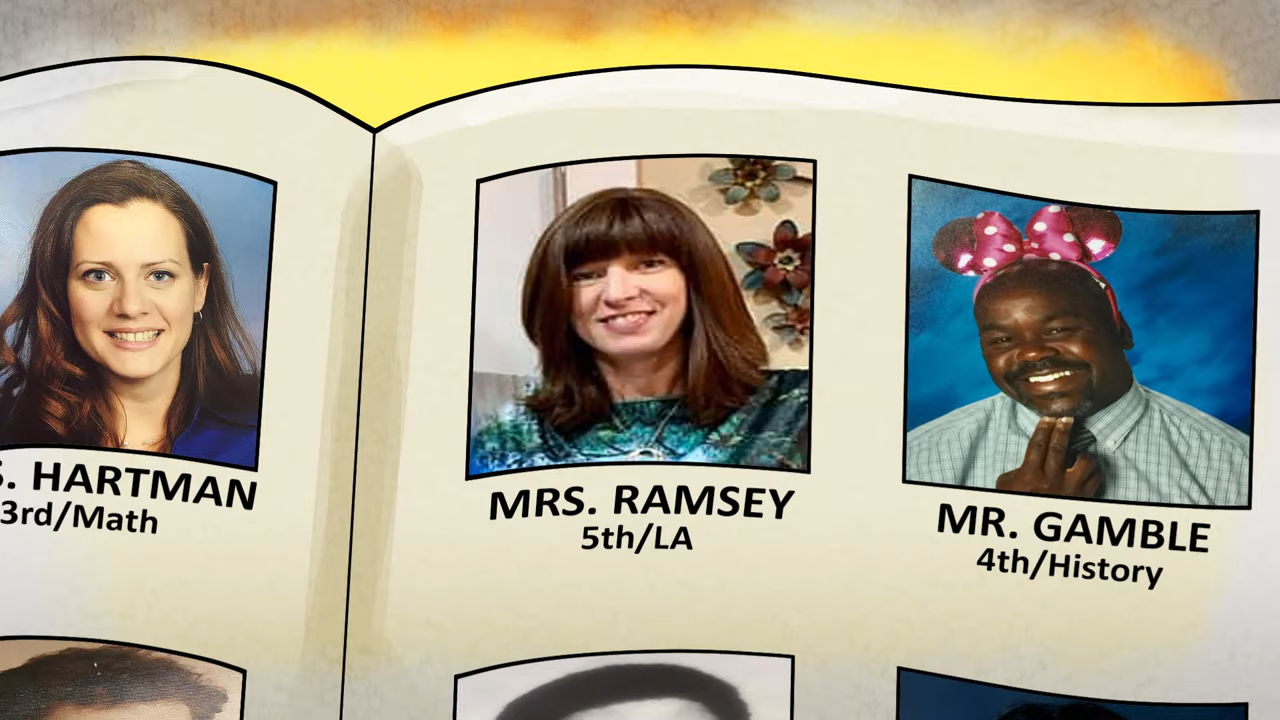 S. HARTMAN
3rd/Math
MRS. RAMSEY
5th/LA
MR. GAMBLE
4th/History